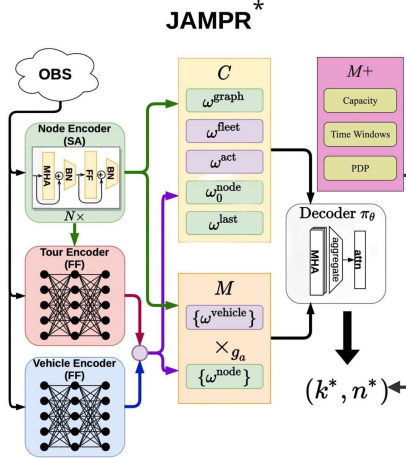 JAMPR*
OBS
Node Encoder
(SA)
MHA
+
BN
FF
+
BN
N×
Tour Encoder
(FF)
Vehicle Encoder
(FF)
C
ω^graph
ω^fleet
ω^act
ω_0^node
ω^last
M
{ω^vehicle}
× g_a
{ω^node}
M+
Capacity
Time Windows
PDP
Decoder π_θ
MHA
aggregate
attn
(k*, n*)